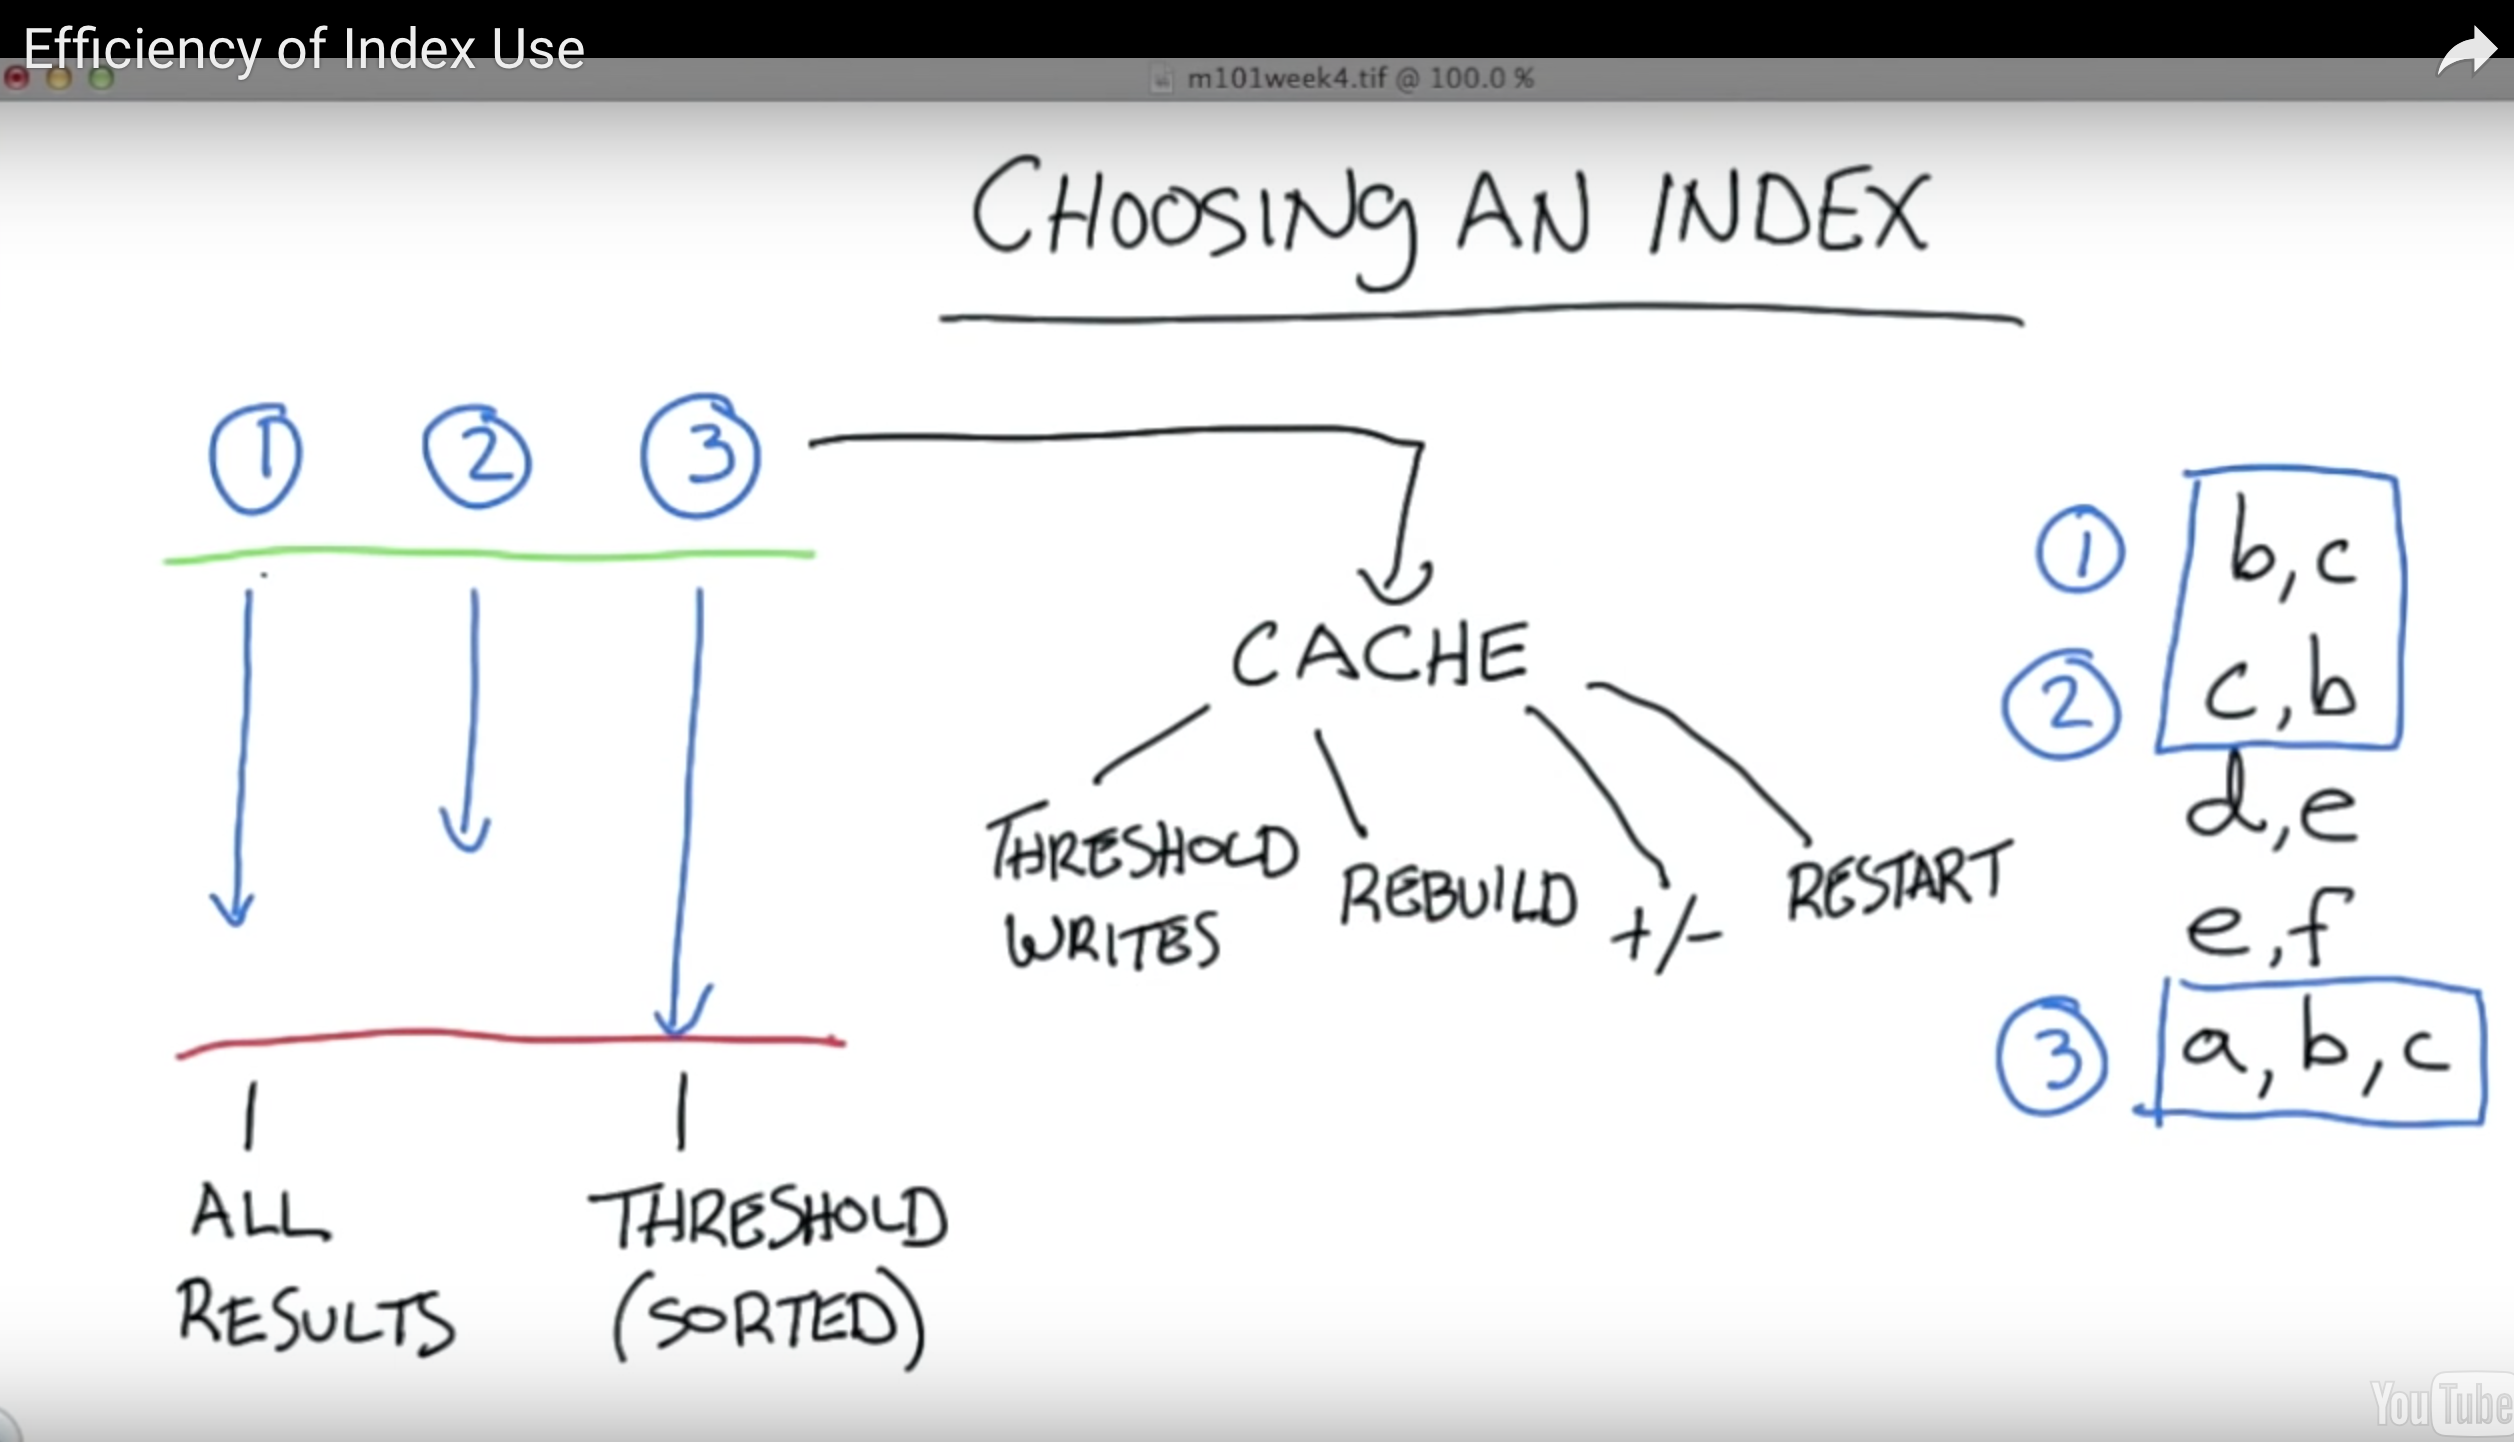 Efficiency of Index Use
m101week4.tif @ 100.0 %
CHOOSING AN INDEX
1 2 3
CACHE
THRESHOLD
WRITES
REBUILD
+/-
RESTART
1 b,c
2 c,b
d,e
e,f
3 a,b,c
ALL
RESULTS
THRESHOLD
(SORTED)
YouTube